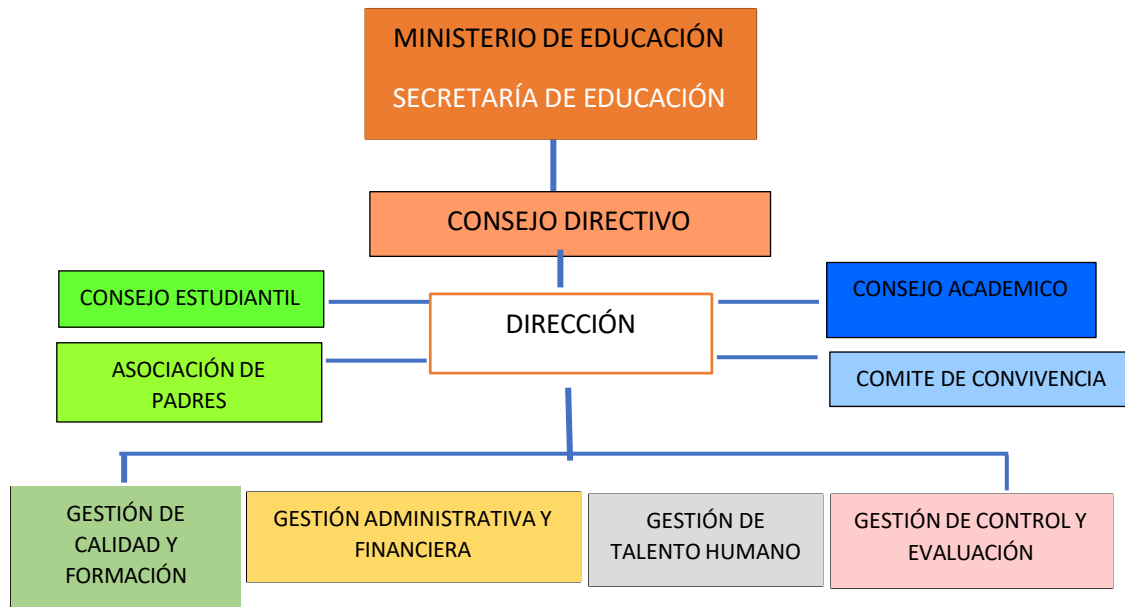 MINISTERIO DE EDUCACIÓN
SECRETARÍA DE EDUCACIÓN
CONSEJO DIRECTIVO
CONSEJO ESTUDIANTIL
CONSEJO ACADEMICO
DIRECCIÓN
ASOCIACIÓN DE
PADRES
COMITE DE CONVIVENCIA
GESTIÓN DE
CALIDAD Y
FORMACIÓN
GESTIÓN ADMINISTRATIVA Y
FINANCIERA
GESTIÓN DE
TALENTO HUMANO
GESTIÓN DE CONTROL Y
EVALUACIÓN